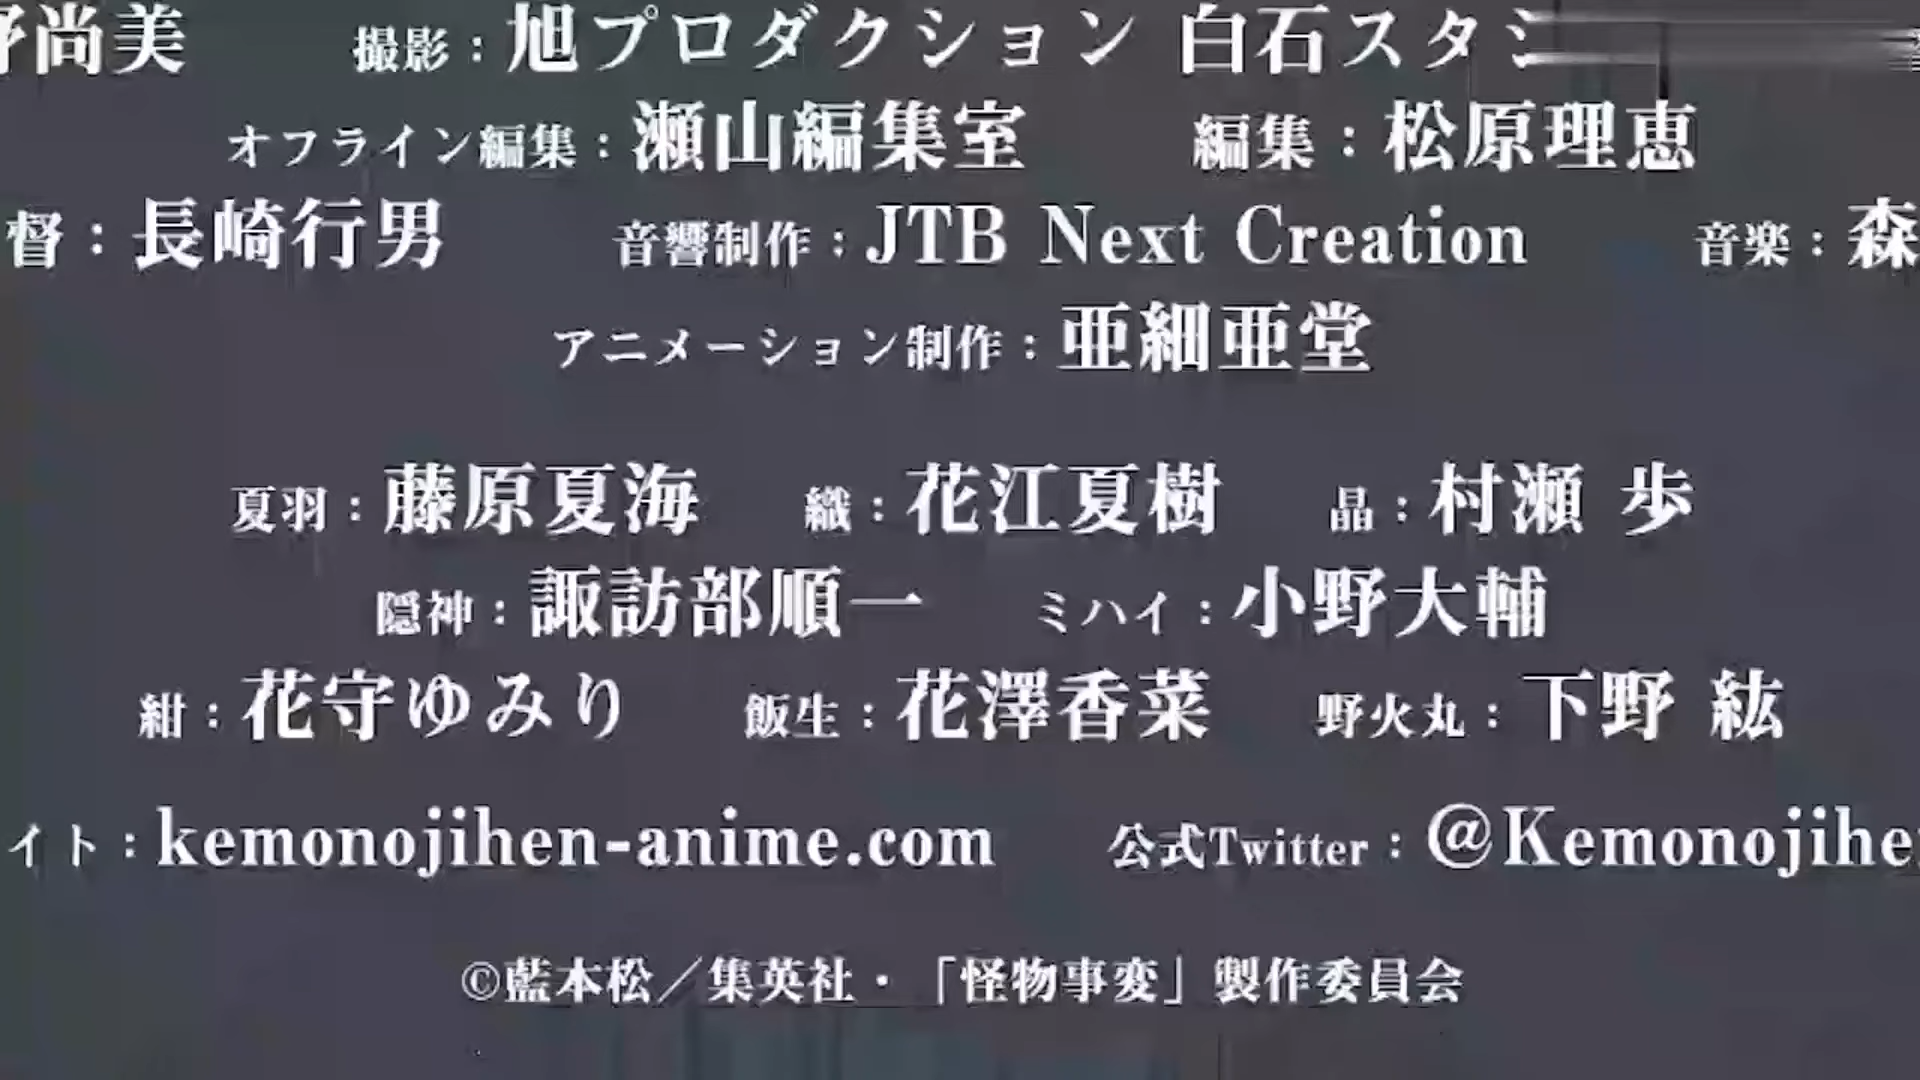 尚美 撮影：旭プロダクション 白石スタジ
オフライン編集：瀬山編集室 編集：松原理恵
督：長崎行男 音響制作：JTB Next Creation 音楽：森
アニメーション制作：亜細亜堂
夏羽：藤原夏海 織：花江夏樹 晶：村瀬 歩
隠神：諏訪部順一 ミハイ：小野大輔
紺：花守ゆみり 飯生：花澤香菜 野火丸：下野 紘
イト：kemonojihen-anime.com 公式Twitter：@Kemonojihe
©藍本松／集英社・「怪物事変」製作委員会